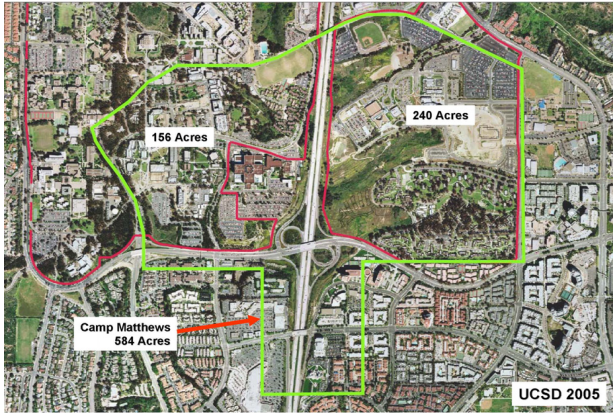 156 Acres
240 Acres
Camp Matthews
584 Acres
UCSD 2005